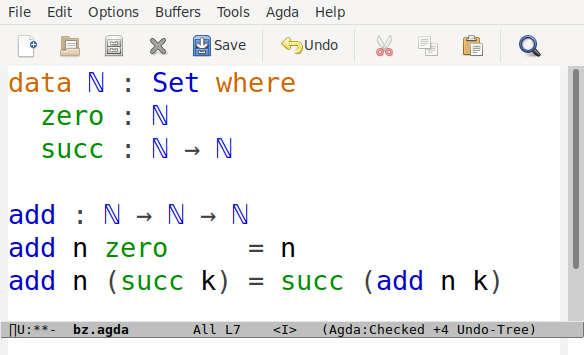 File Edit Options Buffers Tools Agda Help
Save Undo
data ℕ : Set where
  zero : ℕ
  succ : ℕ → ℕ
add : ℕ → ℕ → ℕ
add n zero     = n
add n (succ k) = succ (add n k)
∏U:**-  bz.agda        All L7    <I>   (Agda:Checked +4 Undo-Tree)